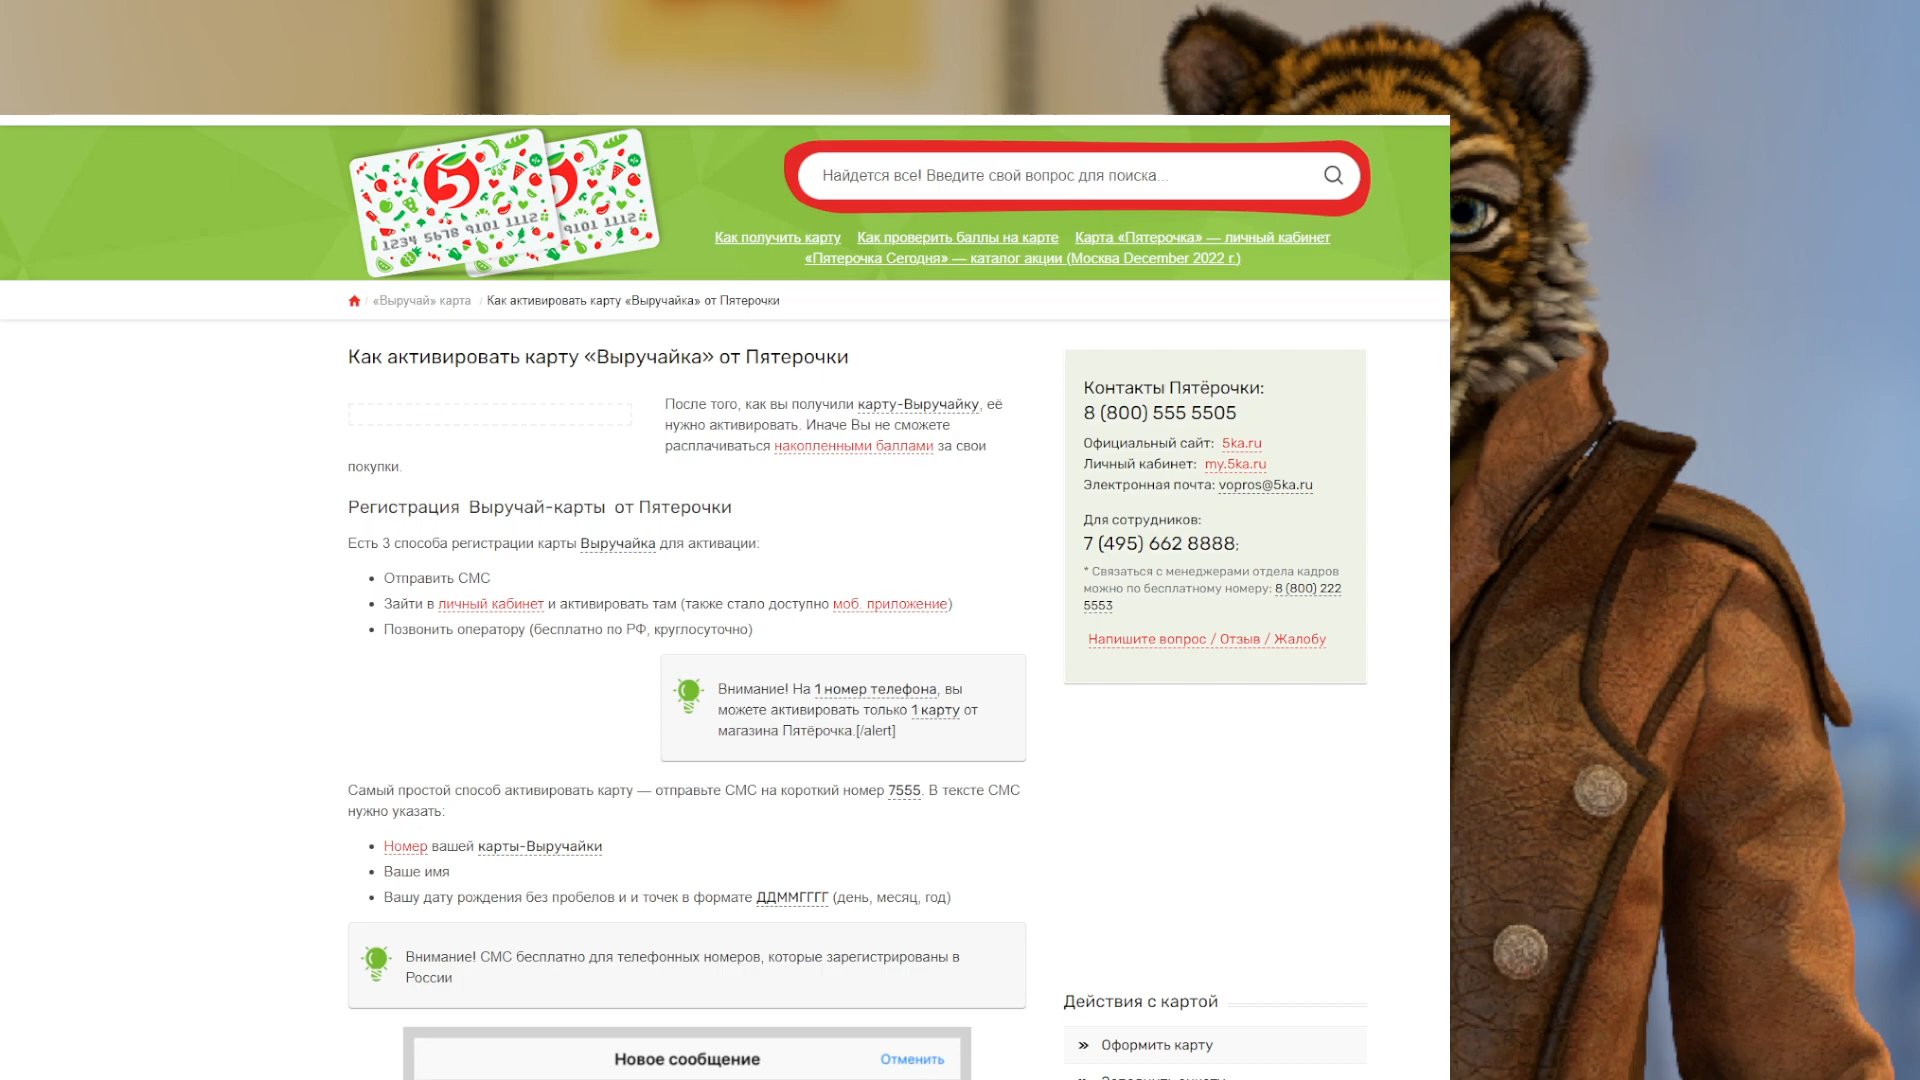 5
1234 5678 9101 1112
9101 1112
Найдется все! Введите свой вопрос для поиска...
Как получить карту Как проверить баллы на карте Карта «Пятерочка» — личный кабинет
«Пятерочка Сегодня» — каталог акции (Москва December 2022 г.)
/ «Выручай» карта / Как активировать карту «Выручайка» от Пятерочки
Как активировать карту «Выручайка» от Пятерочки
После того, как вы получили карту-Выручайку, её
нужно активировать. Иначе Вы не сможете
расплачиваться накопленными баллами за свои
покупки.
Регистрация Выручай-карты от Пятерочки
Есть 3 способа регистрации карты Выручайка для активации:
• Отправить СМС
• Зайти в личный кабинет и активировать там (также стало доступно моб. приложение)
• Позвонить оператору (бесплатно по РФ, круглосуточно)
Внимание! На 1 номер телефона, вы
можете активировать только 1 карту от
магазина Пятёрочка.[/alert]
Самый простой способ активировать карту — отправьте СМС на короткий номер 7555. В тексте СМС
нужно указать:
• Номер вашей карты-Выручайки
• Ваше имя
• Вашу дату рождения без пробелов и и точек в формате ДДММГГГГ (день, месяц, год)
Внимание! СМС бесплатно для телефонных номеров, которые зарегистрированы в
России
Новое сообщение Отменить
Контакты Пятёрочки:
8 (800) 555 5505
Официальный сайт: 5ka.ru
Личный кабинет: my.5ka.ru
Электронная почта: vopros@5ka.ru
Для сотрудников:
7 (495) 662 8888;
* Связаться с менеджерами отдела кадров
можно по бесплатному номеру: 8 (800) 222
5553
Напишите вопрос / Отзыв / Жалобу
Действия с картой
» Оформить карту